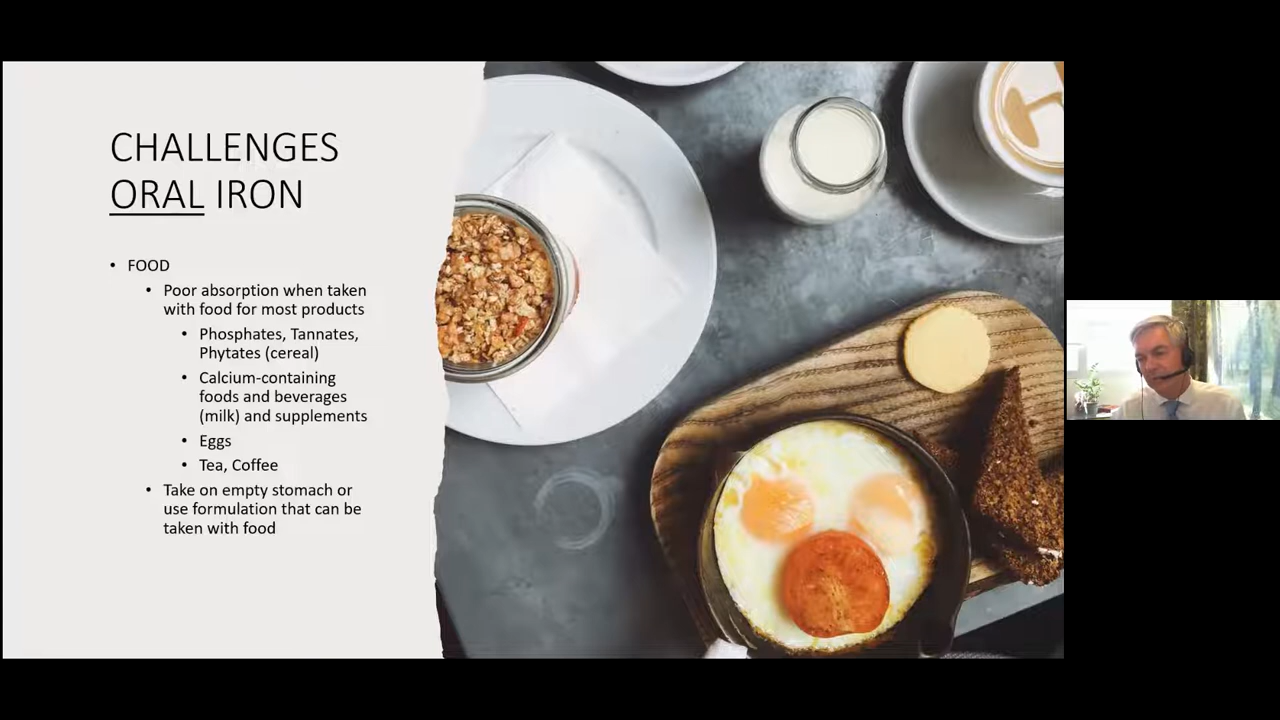 CHALLENGES
ORAL IRON
• FOOD
• Poor absorption when taken
with food for most products
• Phosphates, Tannates,
Phytates (cereal)
• Calcium-containing
foods and beverages
(milk) and supplements
• Eggs
• Tea, Coffee
• Take on empty stomach or
use formulation that can be
taken with food